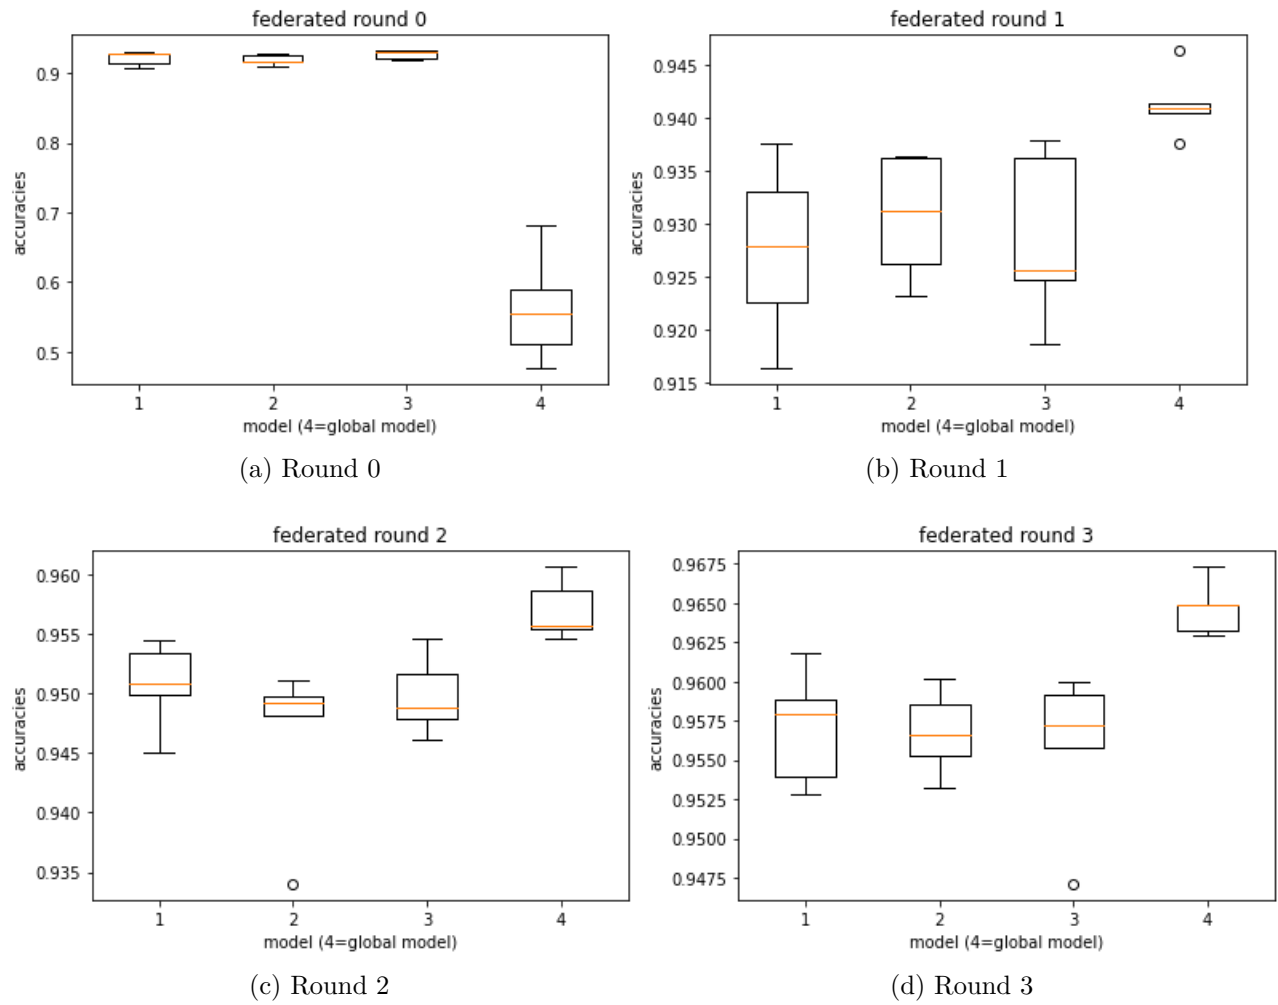 federated round 0
0.9
0.8
0.7
0.6
0.5
accuracies
1 2 3 4
model (4=global model)
(a) Round 0
federated round 1
0.945
0.940
0.935
0.930
0.925
0.920
0.915
accuracies
1 2 3 4
model (4=global model)
(b) Round 1
federated round 2
0.960
0.955
0.950
0.945
0.940
0.935
accuracies
1 2 3 4
model (4=global model)
(c) Round 2
federated round 3
0.9675
0.9650
0.9625
0.9600
0.9575
0.9550
0.9525
0.9500
0.9475
accuracies
1 2 3 4
model (4=global model)
(d) Round 3